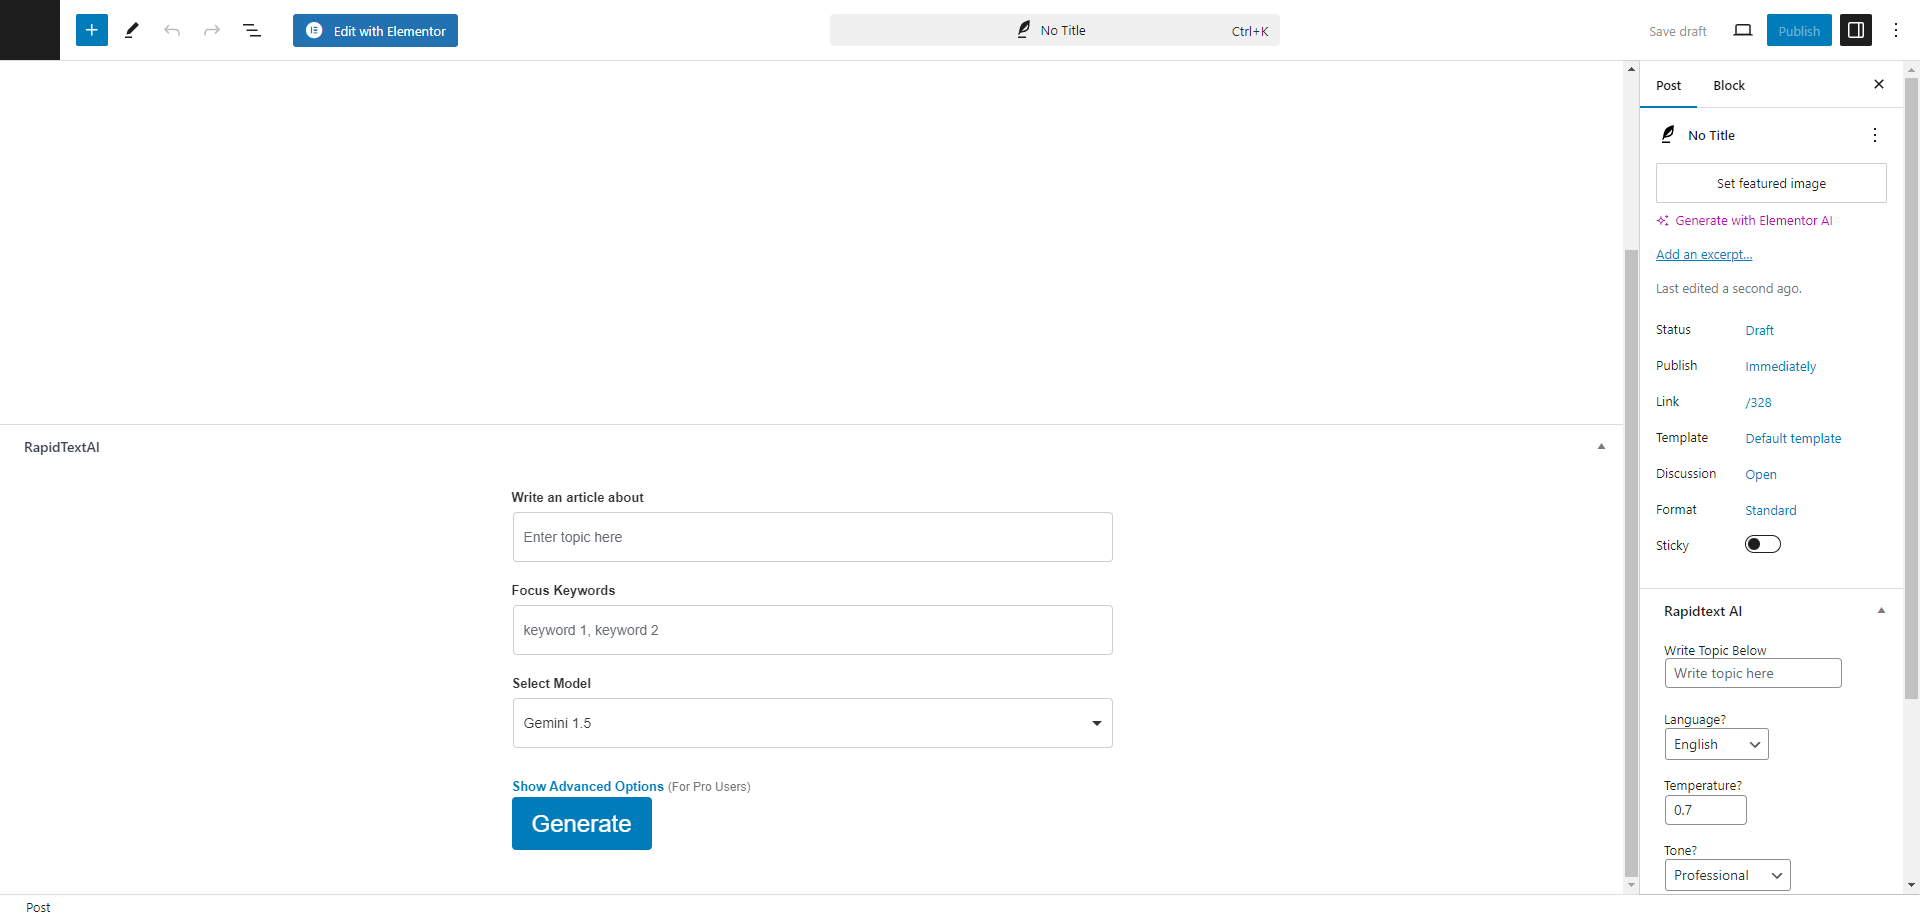 Edit with Elementor
No Title
Ctrl+K
Save draft
Publish
Post
Block
No Title
Set featured image
Generate with Elementor AI
Add an excerpt…
Last edited a second ago.
Status
Draft
Publish
Immediately
Link
/328
Template
Default template
Discussion
Open
Format
Standard
Sticky
RapidTextAI
Write an article about
Enter topic here
Focus Keywords
keyword 1, keyword 2
Select Model
Gemini 1.5
Show Advanced Options (For Pro Users)
Generate
Rapidtext AI
Write Topic Below
Write topic here
Language?
English
Temperature?
0.7
Tone?
Professional
Post